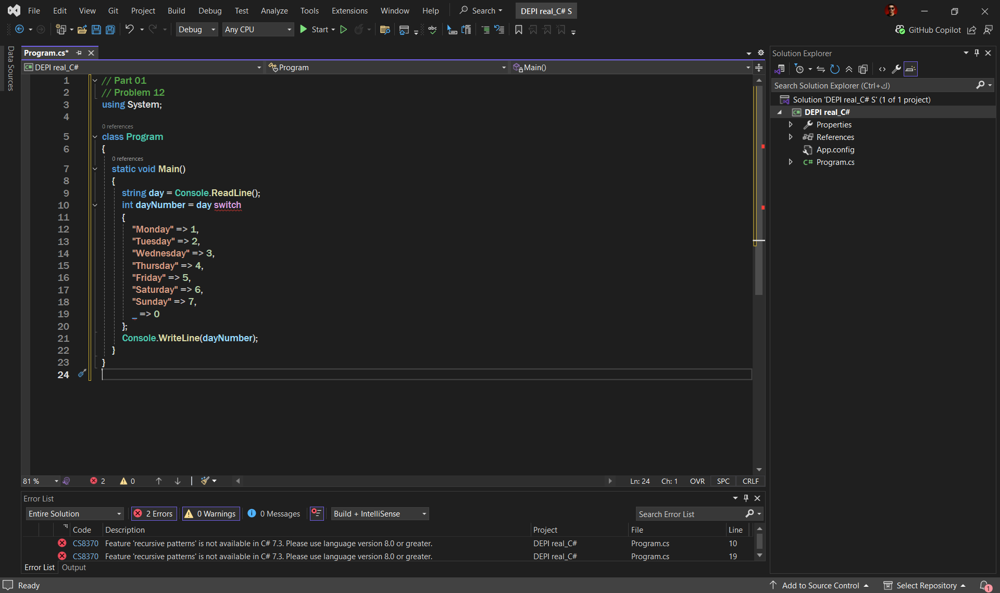 File Edit View Git Project Build Debug Test Analyze Tools Extensions Window Help Search DEPI real_C# S
Debug Any CPU Start GitHub Copilot
Data Sources
Program.cs*
DEPI real_C# Program Main()
1 // Part 01
2 // Problem 12
3 using System;
4
0 references
5 class Program
6 {
0 references
7 static void Main()
8 {
9 string day = Console.ReadLine();
10 int dayNumber = day switch
11 {
12 "Monday" => 1,
13 "Tuesday" => 2,
14 "Wednesday" => 3,
15 "Thursday" => 4,
16 "Friday" => 5,
17 "Saturday" => 6,
18 "Sunday" => 7,
19 _ => 0
20 };
21 Console.WriteLine(dayNumber);
22 }
23 }
24
81 % 2 0 Ln: 24 Ch: 1 OVR SPC CRLF
Error List
Entire Solution 2 Errors 0 Warnings 0 Messages Build + IntelliSense Search Error List
Code Description Project File Line
CS8370 Feature 'recursive patterns' is not available in C# 7.3. Please use language version 8.0 or greater. DEPI real_C# Program.cs 10
CS8370 Feature 'recursive patterns' is not available in C# 7.3. Please use language version 8.0 or greater. DEPI real_C# Program.cs 19
Error List Output
Solution Explorer
Search Solution Explorer (Ctrl+ك)
Solution 'DEPI real_C# S' (1 of 1 project)
DEPI real_C#
Properties
References
App.config
C# Program.cs
Ready Add to Source Control Select Repository 1